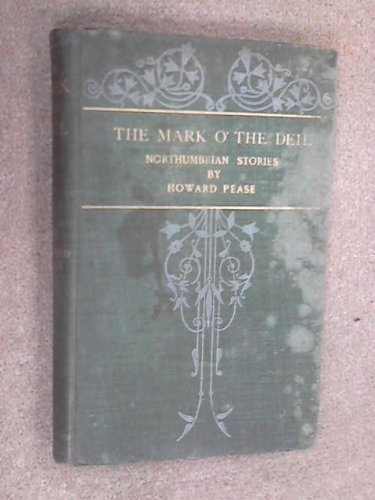 THE MARK O' THE DEIL
NORTHUMBRIAN STORIES
BY
HOWARD PEASE